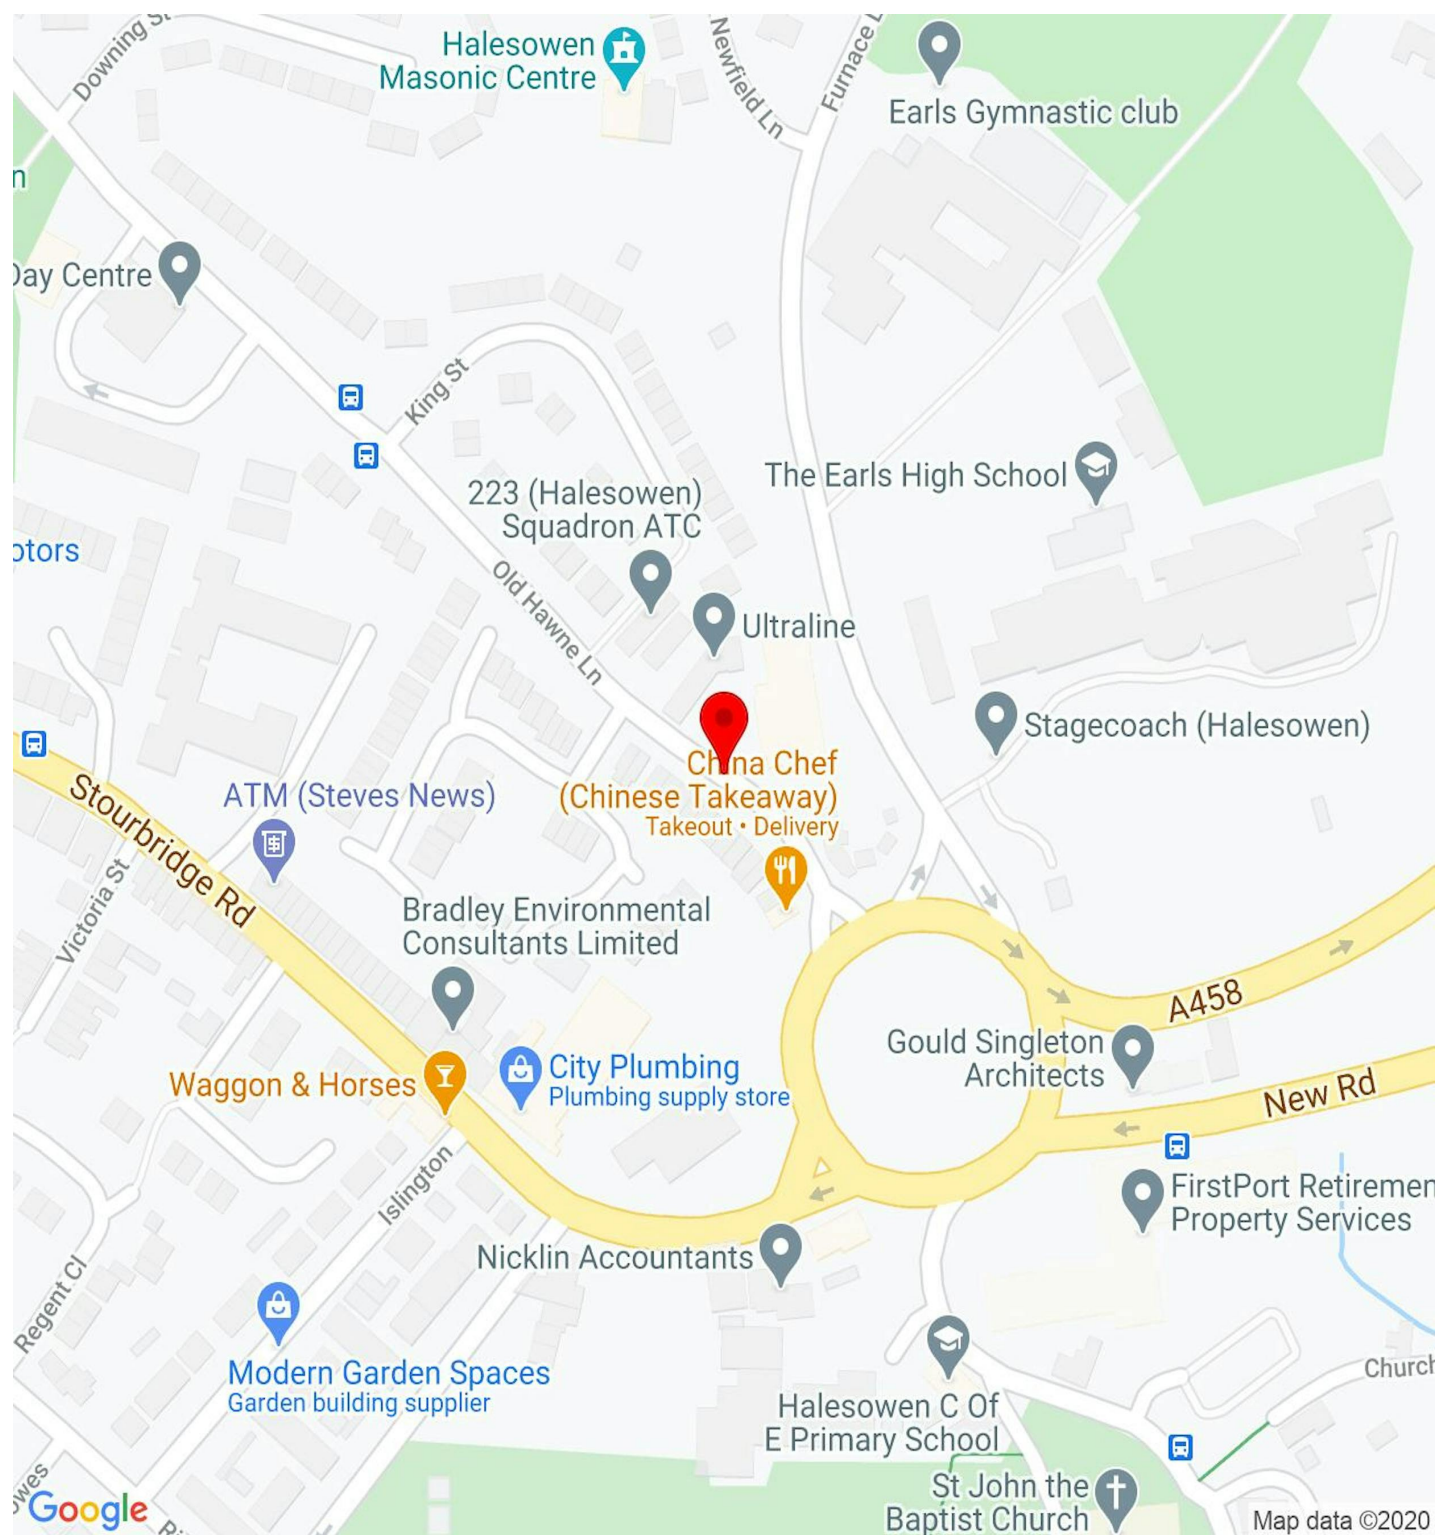 Downing St
Halesowen
Masonic Centre
Newfield Ln
Furnace L
Earls Gymnastic club
n
Day Centre
King St
The Earls High School
223 (Halesowen)
Squadron ATC
otors
Old Hawne Ln
Ultraline
Stagecoach (Halesowen)
China Chef
(Chinese Takeaway)
Takeout • Delivery
ATM (Steves News)
Stourbridge Rd
Victoria St
Bradley Environmental
Consultants Limited
A458
Gould Singleton
Architects
City Plumbing
Plumbing supply store
Waggon & Horses
New Rd
Islington
FirstPort Retiremen
Property Services
Nicklin Accountants
Regent Cl
Modern Garden Spaces
Garden building supplier
Church
Halesowen C Of
E Primary School
St John the
Baptist Church
owes
Google
Map data ©2020